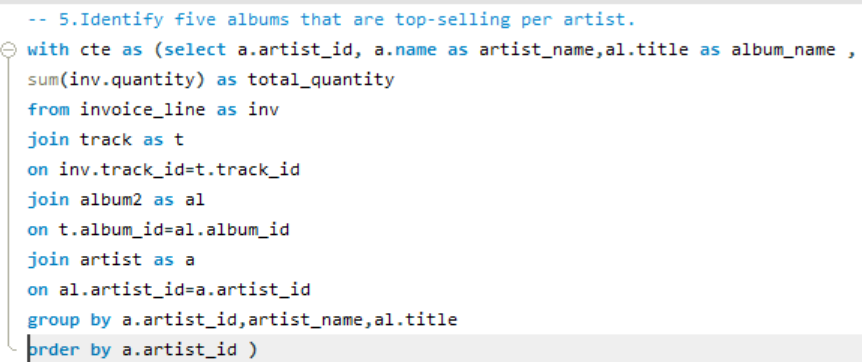 -- 5.Identify five albums that are top-selling per artist.
with cte as (select a.artist_id, a.name as artist_name,al.title as album_name ,
sum(inv.quantity) as total_quantity
from invoice_line as inv
join track as t
on inv.track_id=t.track_id
join album2 as al
on t.album_id=al.album_id
join artist as a
on al.artist_id=a.artist_id
group by a.artist_id,artist_name,al.title
order by a.artist_id )